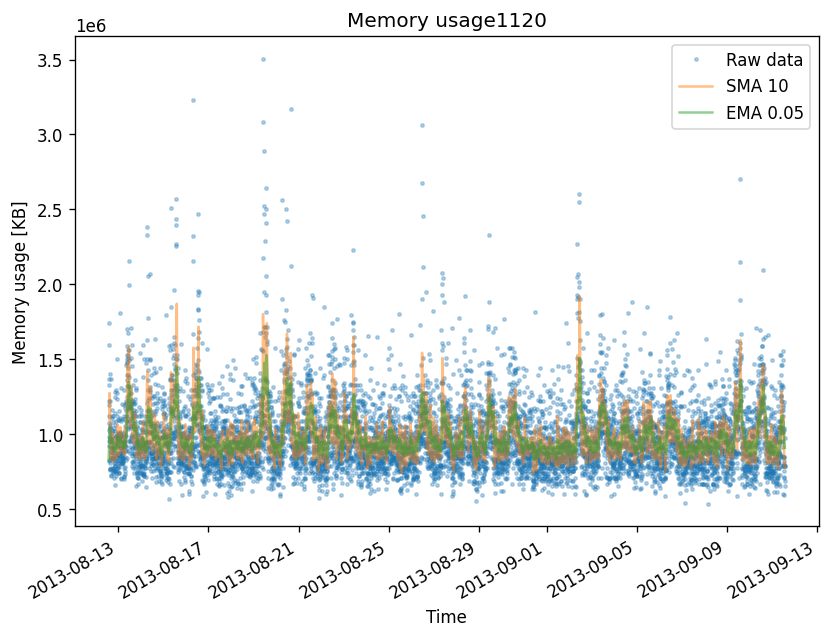 Memory usage1120
1e6
3.5
3.0
2.5
2.0
1.5
1.0
0.5
Memory usage [KB]
Raw data
SMA 10
EMA 0.05
2013-08-13
2013-08-17
2013-08-21
2013-08-25
2013-08-29
2013-09-01
2013-09-05
2013-09-09
2013-09-13
Time